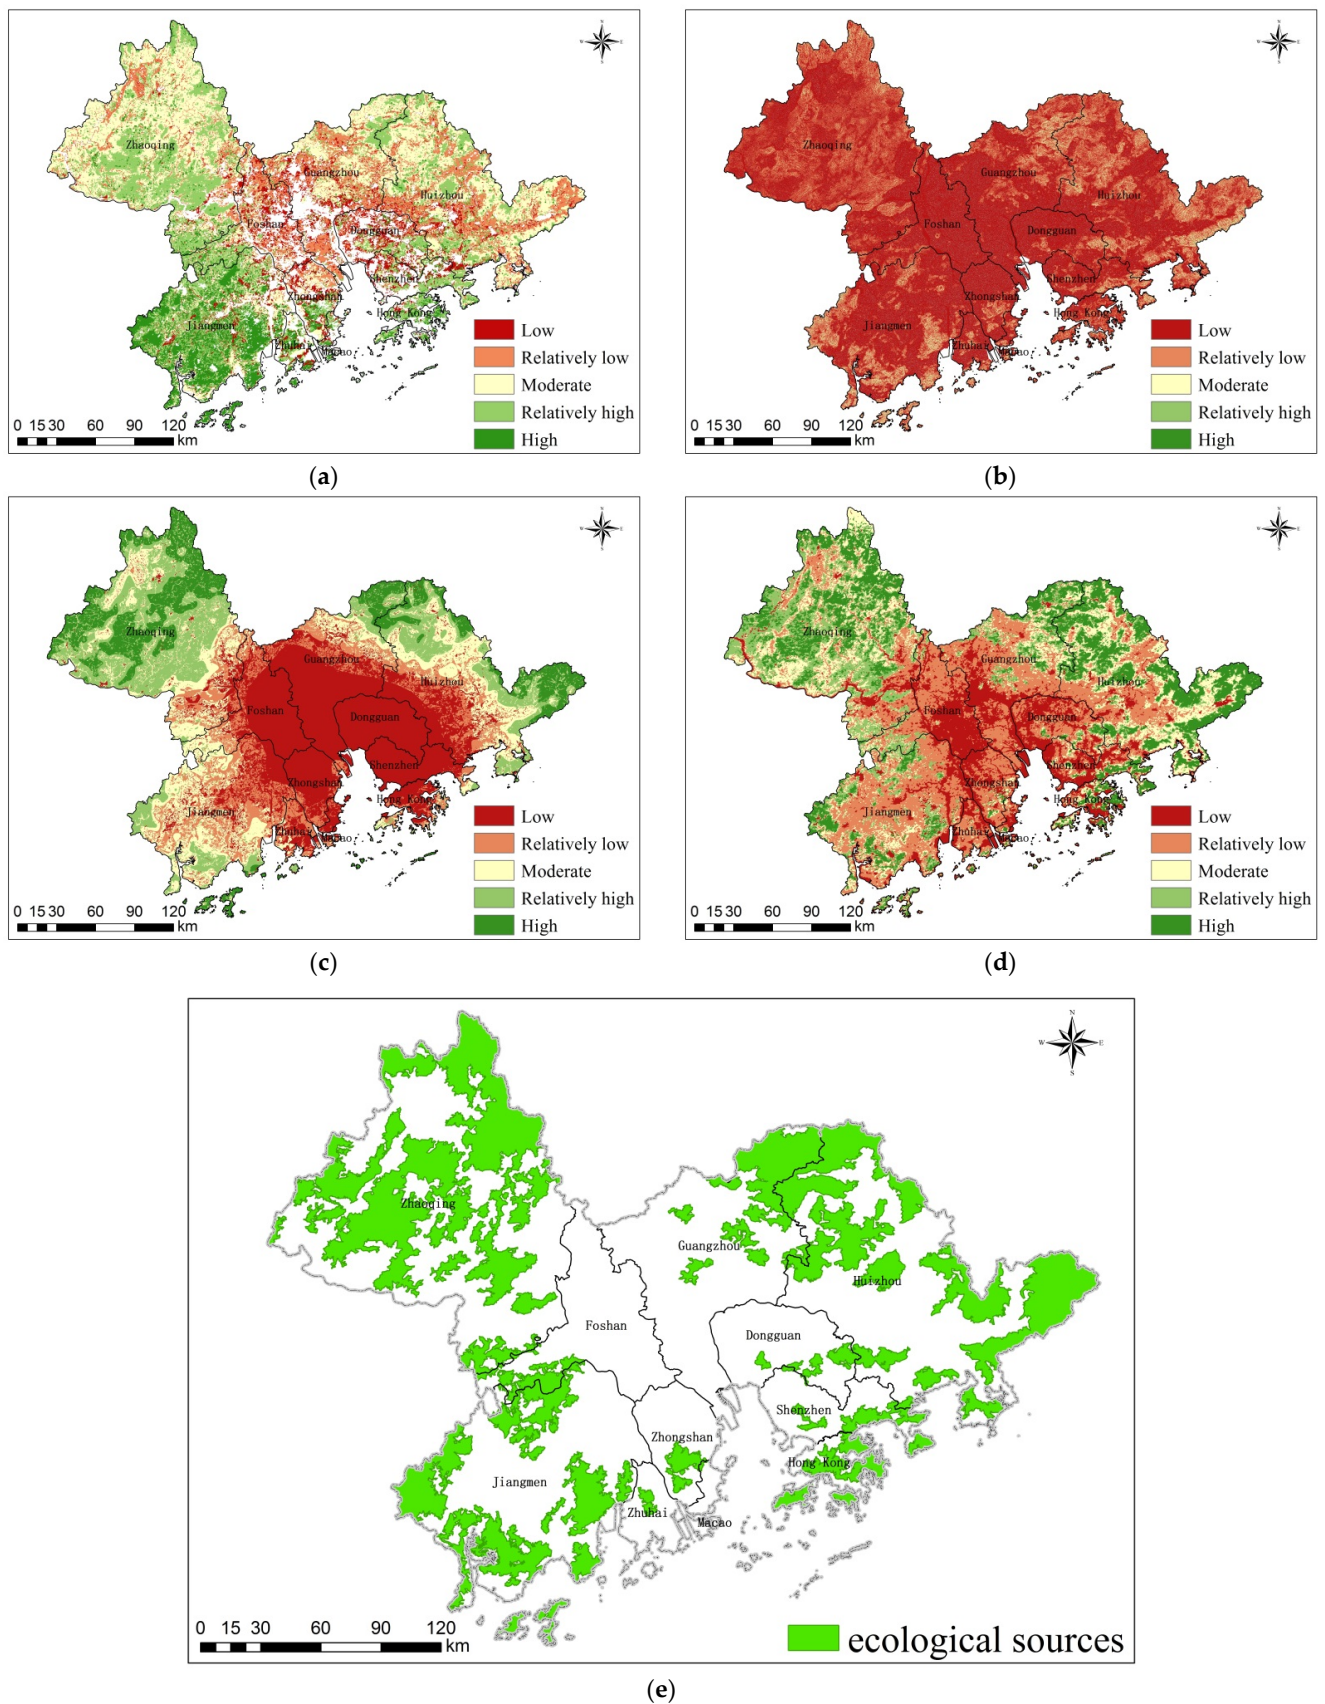 Zhaoqing
Guangzhou
Huizhou
Foshan
Dongguan
Shenzhen
Zhongshan
Hong Kong
Jiangmen
Zhuhai
Macao
Low
Relatively low
Moderate
Relatively high
High
0 15 30 60 90 120
km
(a)
Zhaoqing
Guangzhou
Huizhou
Foshan
Dongguan
Shenzhen
Zhongshan
Hong Kong
Jiangmen
Zhuhai
Macao
Low
Relatively low
Moderate
Relatively high
High
0 15 30 60 90 120
km
(b)
Zhaoqing
Guangzhou
Huizhou
Foshan
Dongguan
Shenzhen
Zhongshan
Hong Kong
Jiangmen
Zhuhai
Macao
Low
Relatively low
Moderate
Relatively high
High
0 15 30 60 90 120
km
(c)
Zhaoqing
Guangzhou
Huizhou
Foshan
Dongguan
Shenzhen
Zhongshan
Hong Kong
Jiangmen
Zhuhai
Macao
Low
Relatively low
Moderate
Relatively high
High
0 15 30 60 90 120
km
(d)
N
W E
S
Zhaoqing
Guangzhou
Huizhou
Foshan
Dongguan
Shenzhen
Zhongshan
Hong Kong
Jiangmen
Zhuhai
Macao
0 15 30 60 90 120
km
ecological sources
(e)